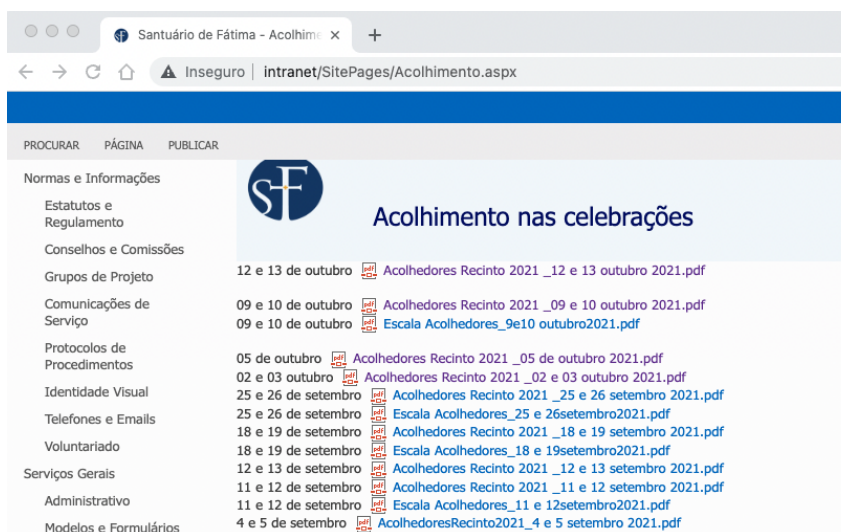 Santuário de Fátima - Acolhime
Inseguro | intranet/SitePages/Acolhimento.aspx
PROCURAR PÁGINA PUBLICAR
Normas e Informações
Estatutos e
Regulamento
Conselhos e Comissões
Grupos de Projeto
Comunicações de
Serviço
Protocolos de
Procedimentos
Identidade Visual
Telefones e Emails
Voluntariado
Serviços Gerais
Administrativo
Modelos e Formulários
SF
Acolhimento nas celebrações
12 e 13 de outubro Acolhedores Recinto 2021 _12 e 13 outubro 2021.pdf
09 e 10 de outubro Acolhedores Recinto 2021 _09 e 10 outubro 2021.pdf
09 e 10 de outubro Escala Acolhedores_9e10 outubro2021.pdf
05 de outubro Acolhedores Recinto 2021 _05 de outubro 2021.pdf
02 e 03 outubro Acolhedores Recinto 2021 _02 e 03 outubro 2021.pdf
25 e 26 de setembro Acolhedores Recinto 2021 _25 e 26 setembro 2021.pdf
25 e 26 de setembro Escala Acolhedores_25 e 26setembro2021.pdf
18 e 19 de setembro Acolhedores Recinto 2021 _18 e 19 setembro 2021.pdf
18 e 19 de setembro Escala Acolhedores_18 e 19setembro2021.pdf
12 e 13 de setembro Acolhedores Recinto 2021 _12 e 13 setembro 2021.pdf
11 e 12 de setembro Acolhedores Recinto 2021 _11 e 12 setembro 2021.pdf
11 e 12 de setembro Escala Acolhedores_11 e 12setembro2021.pdf
4 e 5 de setembro AcolhedoresRecinto2021_4 e 5 setembro 2021.pdf